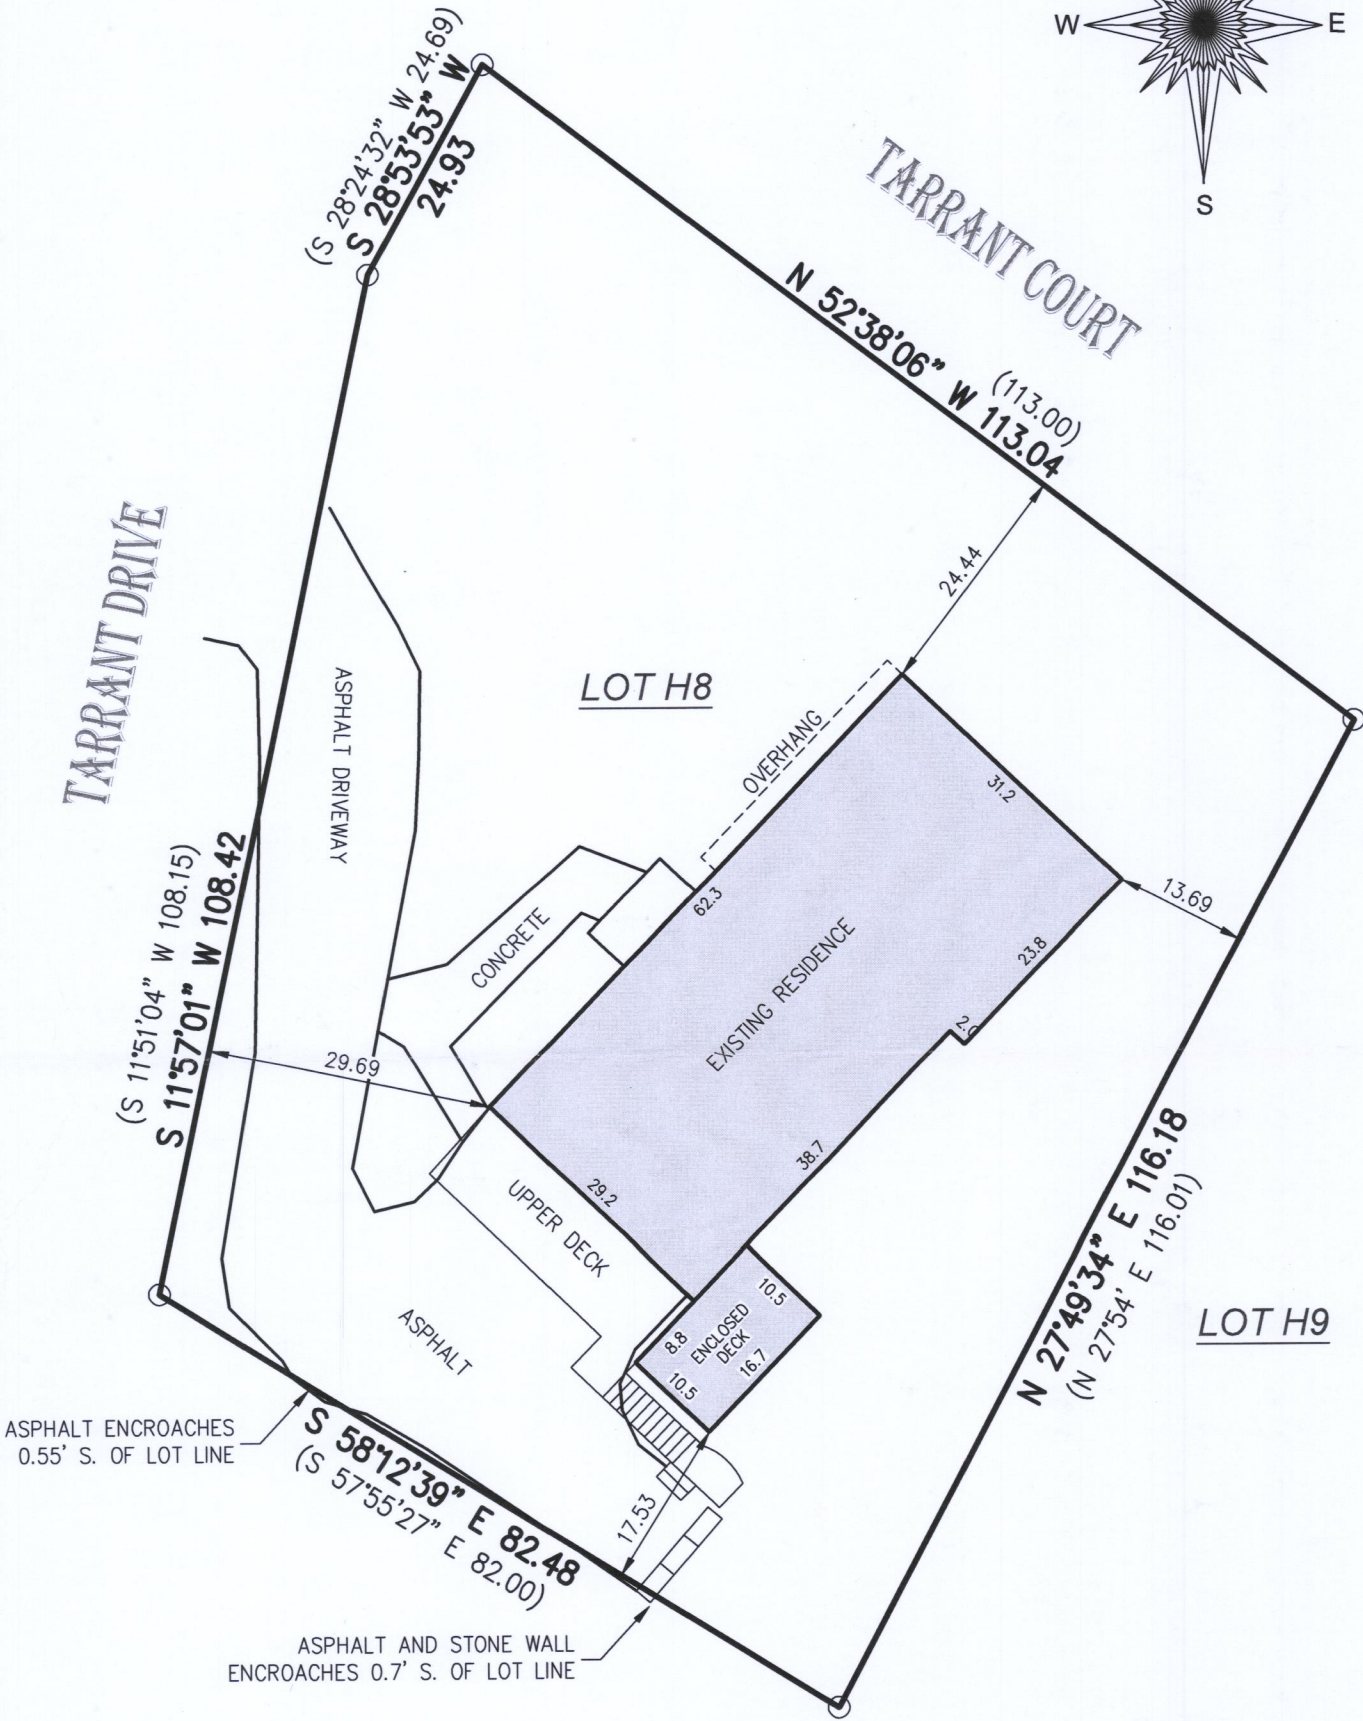 W
E
S
(S 28°24'32" W 24.69)
S 28°53'53" W
24.93
TARRANT COURT
N 52°38'06" W 113.04
(113.00)
24.44
TARRANT DRIVE
ASPHALT DRIVEWAY
LOT H8
OVERHANG
31.2
62.3
13.69
CONCRETE
23.8
EXISTING RESIDENCE
2.0
(S 11°51'04" W 108.15)
S 11°57'01" W 108.42
29.69
38.7
29.2
UPPER DECK
N 27°49'34" E 116.18
(N 27°54' E 116.01)
10.5
8.8
ENCLOSED
DECK
16.7
10.5
LOT H9
ASPHALT
ASPHALT ENCROACHES
0.55' S. OF LOT LINE
S 58°12'39" E 82.48
(S 57°55'27" E 82.00)
17.53
ASPHALT AND STONE WALL
ENCROACHES 0.7' S. OF LOT LINE